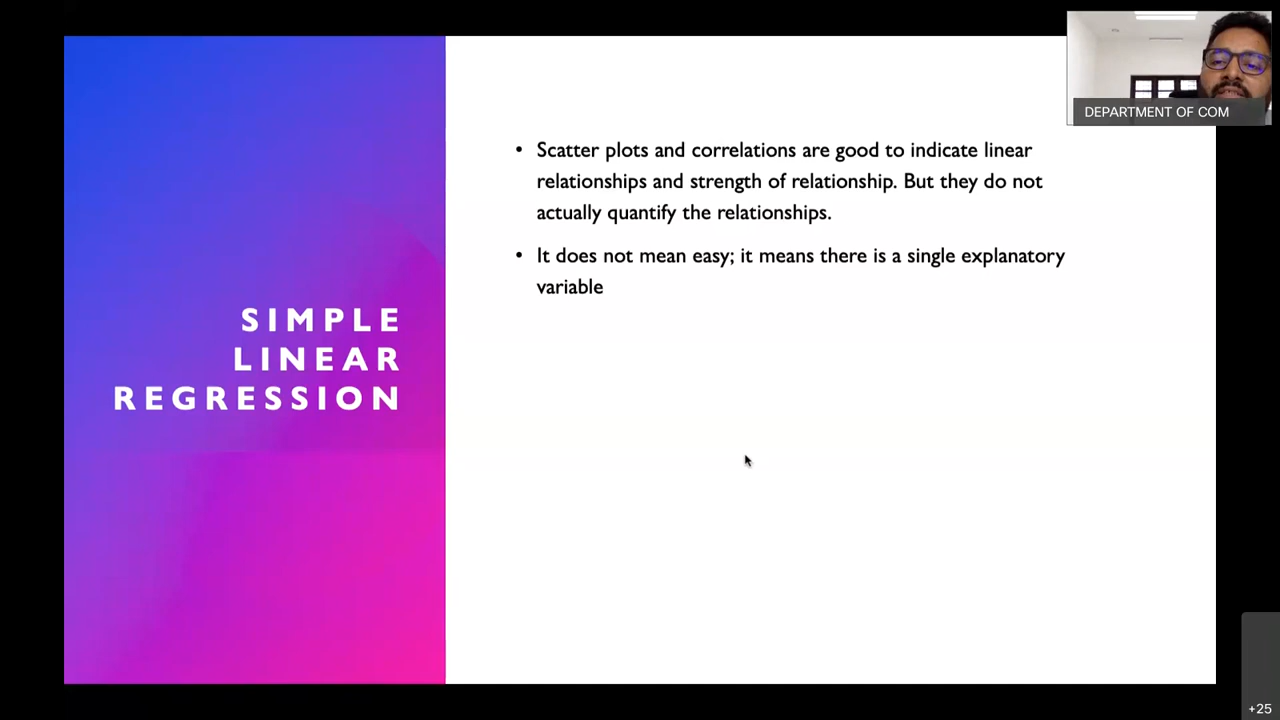 DEPARTMENT OF COM
• Scatter plots and correlations are good to indicate linear
relationships and strength of relationship. But they do not
actually quantify the relationships.
• It does not mean easy; it means there is a single explanatory
variable
SIMPLE
LINEAR
REGRESSION
+25